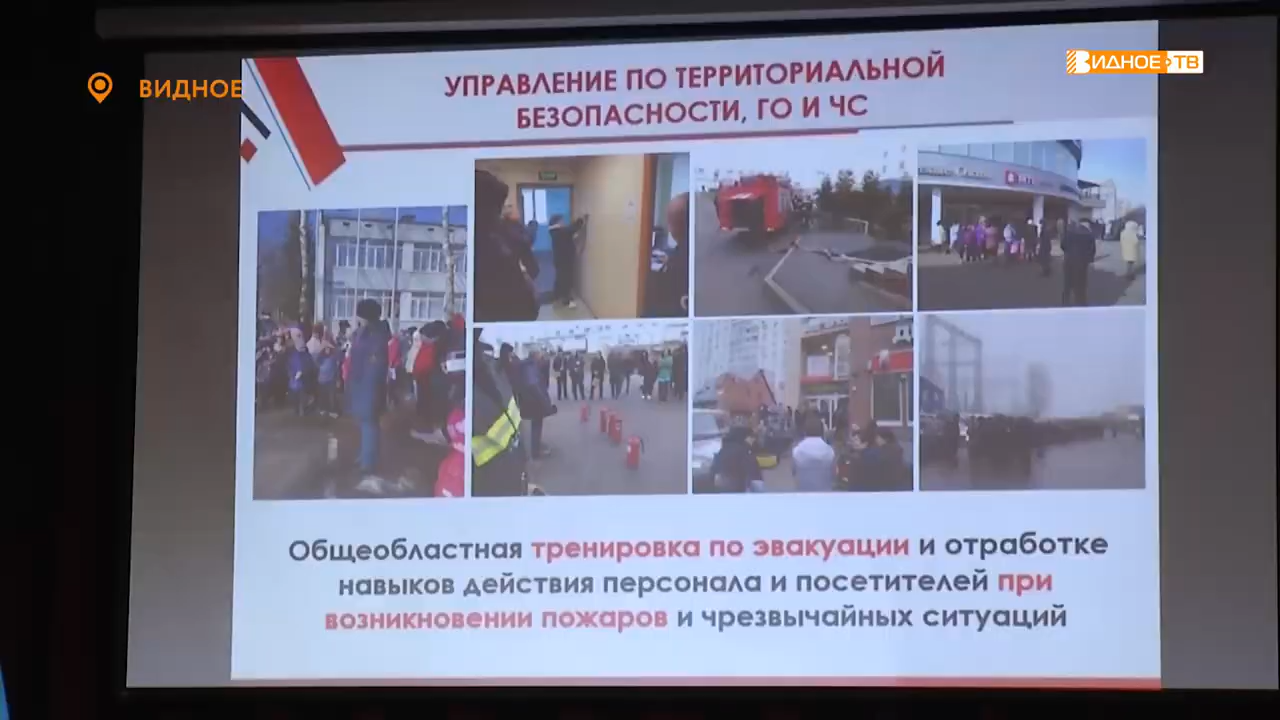 ВИДНОЕ
ВИДНОЕ ТВ
УПРАВЛЕНИЕ ПО ТЕРРИТОРИАЛЬНОЙ
БЕЗОПАСНОСТИ, ГО И ЧС
Общеобластная тренировка по эвакуации и отработке
навыков действия персонала и посетителей при
возникновении пожаров и чрезвычайных ситуаций